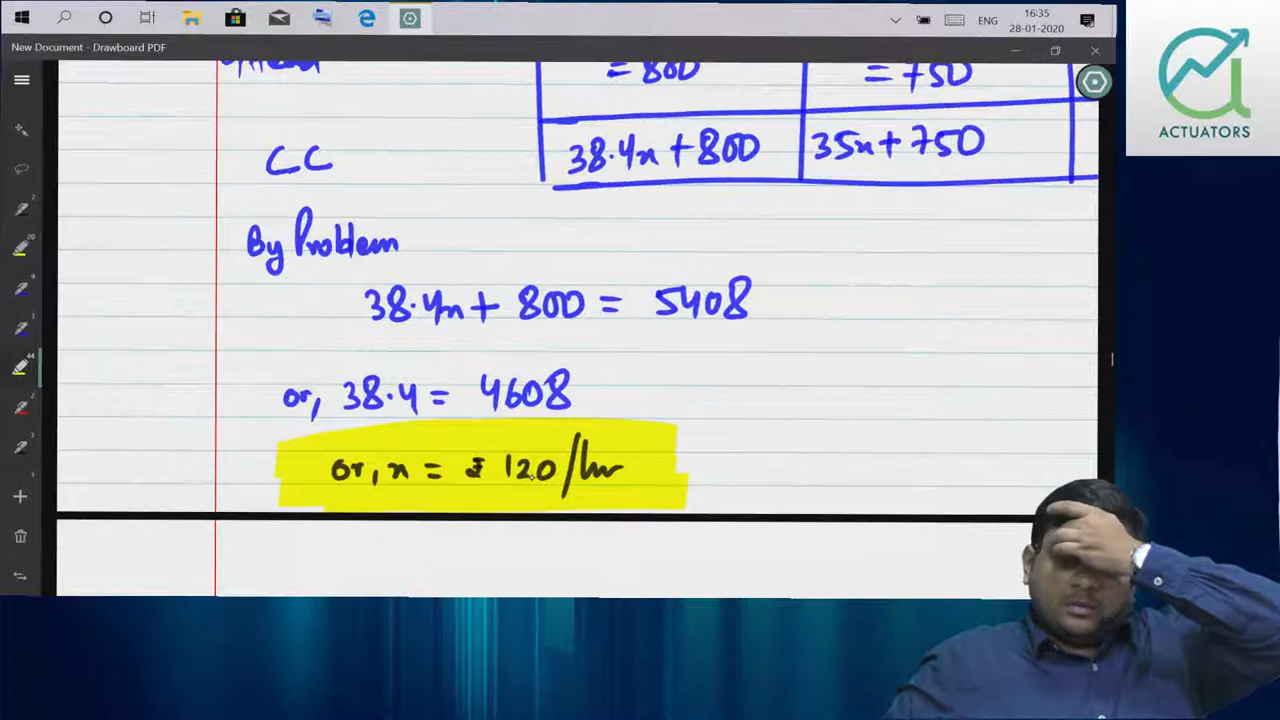 16:35
ENG
28-01-2020
New Document - Drawboard PDF
ACTUATORS
= 800
= 750
CC
38.4x + 800
35x + 750
By Problem
38.4x + 800 = 5408
or, 38.4 = 4608
or, x = ₹ 120/hr